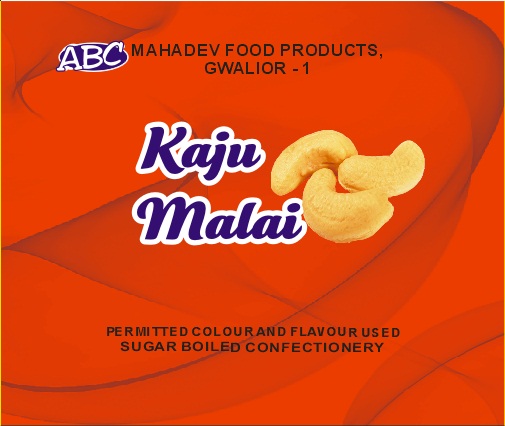 ABC MAHADEV FOOD PRODUCTS,
GWALIOR - 1
Kaju
Malai
PERMITTED COLOUR AND FLAVOUR USED
SUGAR BOILED CONFECTIONERY